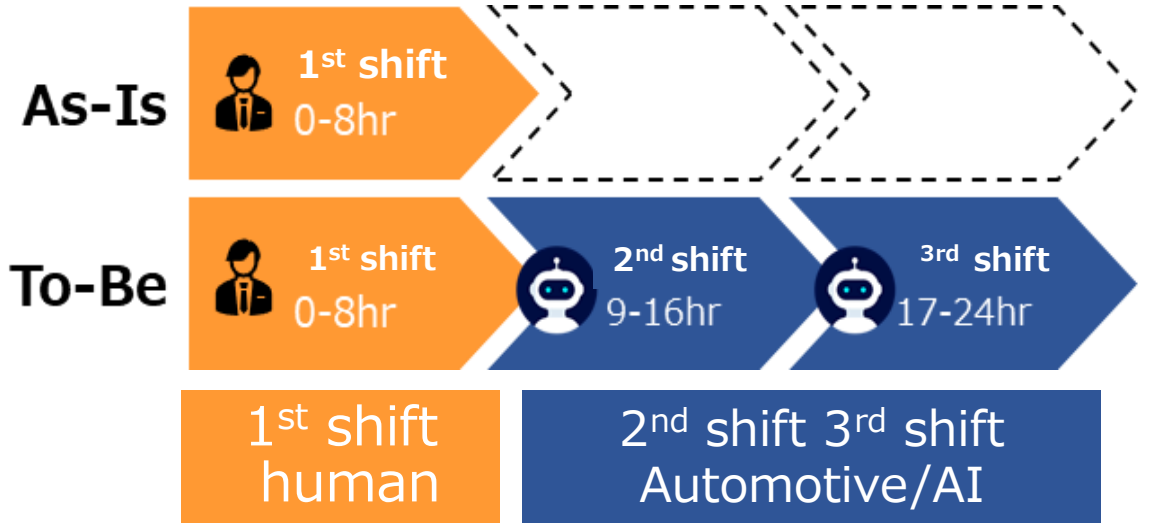 As-Is
1st shift
0-8hr
To-Be
1st shift
0-8hr
2nd shift
9-16hr
3rd shift
17-24hr
1st shift
human
2nd shift 3rd shift
Automotive/AI